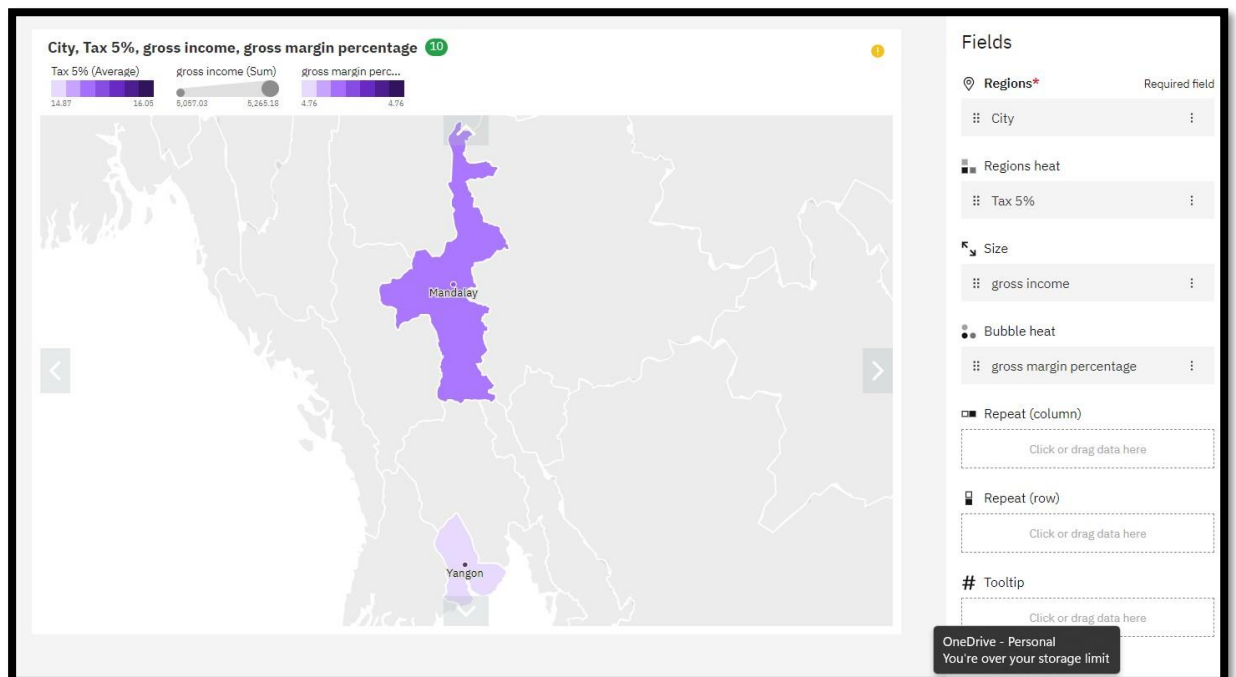 City, Tax 5%, gross income, gross margin percentage 10
Tax 5% (Average) gross income (Sum) gross margin perc...
14.87 16.05 5,057.03 5,265.18 4.76 4.76
Mandalay
Yangon
Fields
Regions* Required field
City
Regions heat
Tax 5%
Size
gross income
Bubble heat
gross margin percentage
Repeat (column)
Click or drag data here
Repeat (row)
Click or drag data here
# Tooltip
Click or drag data here
OneDrive - Personal
You're over your storage limit